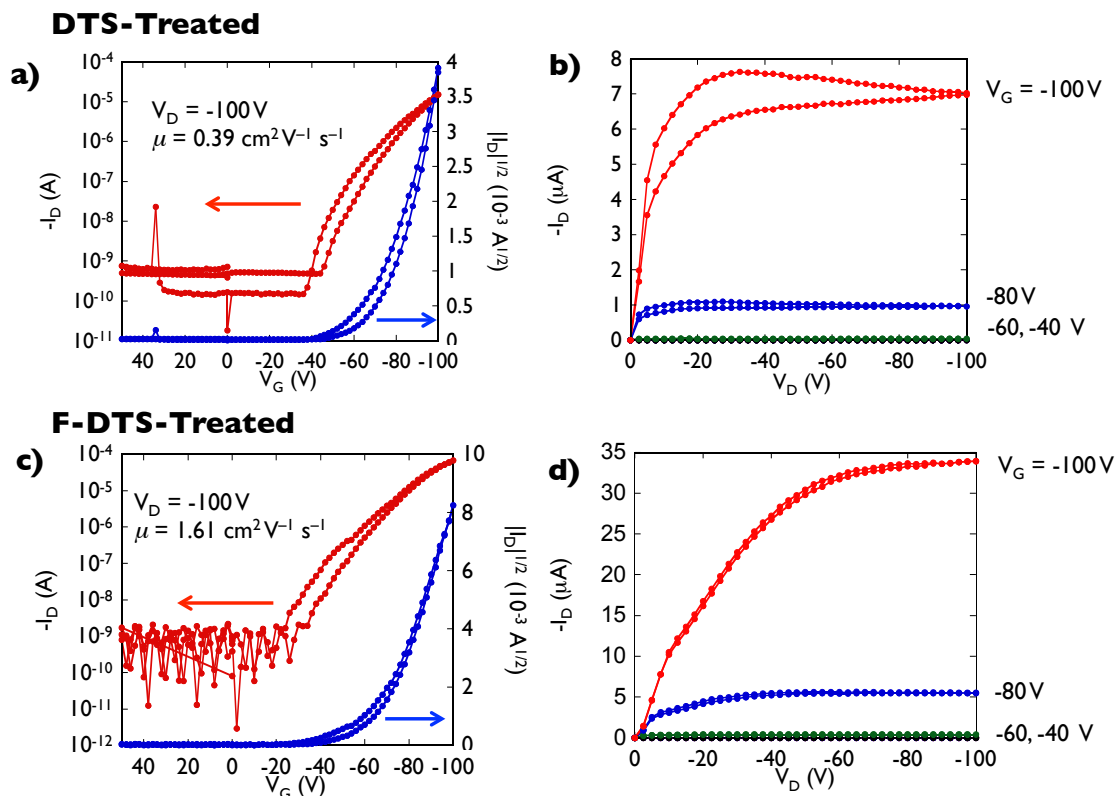 DTS-Treated
a)
10⁻⁴
10⁻⁵
10⁻⁶
10⁻⁷
10⁻⁸
10⁻⁹
10⁻¹⁰
10⁻¹¹
-I_D (A)
V_D = -100 V
μ = 0.39 cm² V⁻¹ s⁻¹
4
3.5
3
2.5
2
1.5
1
0.5
0
||_D|^1/2 (10⁻³ A^1/2)
40 20 0 -20 -40 -60 -80 -100
V_G (V)
b)
8
7
6
5
4
3
2
1
0
-I_D (μA)
V_G = -100 V
-80 V
-60, -40 V
0 -20 -40 -60 -80 -100
V_D (V)
F-DTS-Treated
c)
10⁻⁴
10⁻⁵
10⁻⁶
10⁻⁷
10⁻⁸
10⁻⁹
10⁻¹⁰
10⁻¹¹
10⁻¹²
-I_D (A)
V_D = -100 V
μ = 1.61 cm² V⁻¹ s⁻¹
10
8
6
4
2
0
||_D|^1/2 (10⁻³ A^1/2)
40 20 0 -20 -40 -60 -80 -100
V_G (V)
d)
35
30
25
20
15
10
5
0
-I_D (μA)
V_G = -100 V
-80 V
-60, -40 V
0 -20 -40 -60 -80 -100
V_D (V)